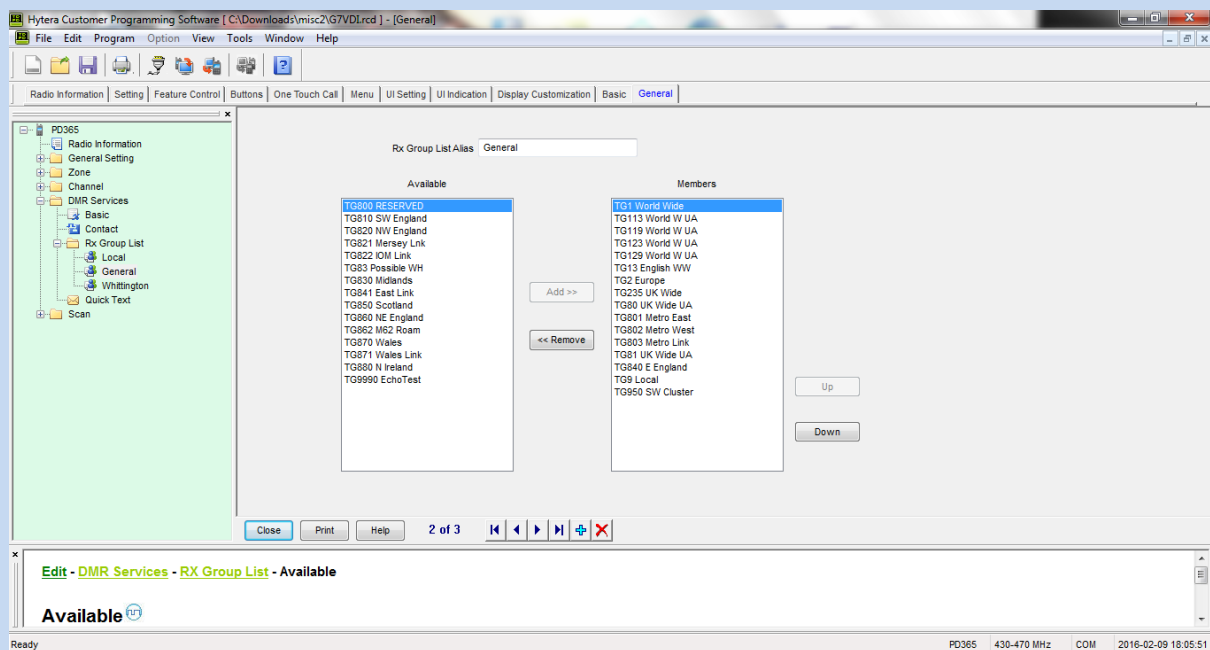 Hytera Customer Programming Software [ C:\Downloads\misc2\G7VDI.rcd ] - [General]
File Edit Program Option View Tools Window Help
Radio Information Setting Feature Control Buttons One Touch Call Menu UI Setting UI Indication Display Customization Basic General
PD365
Radio Information
General Setting
Zone
Channel
DMR Services
Basic
Contact
Rx Group List
Local
General
Whittington
Quick Text
Scan
Rx Group List Alias General
Available
TG800 RESERVED
TG810 SW England
TG820 NW England
TG821 Mersey Lnk
TG822 IOM Link
TG83 Possible WH
TG830 Midlands
TG841 East Link
TG850 Scotland
TG860 NE England
TG862 M62 Roam
TG870 Wales
TG871 Wales Link
TG880 N Ireland
TG9990 EchoTest
Add >>
<< Remove
Members
TG1 World Wide
TG113 World W UA
TG119 World W UA
TG123 World W UA
TG129 World W UA
TG13 English WW
TG2 Europe
TG235 UK Wide
TG80 UK Wide UA
TG801 Metro East
TG802 Metro West
TG803 Metro Link
TG81 UK Wide UA
TG840 E England
TG9 Local
TG950 SW Cluster
Up
Down
Close Print Help 2 of 3
Edit - DMR Services - RX Group List - Available
Available
Ready PD365 430-470 MHz COM 2016-02-09 18:05:51